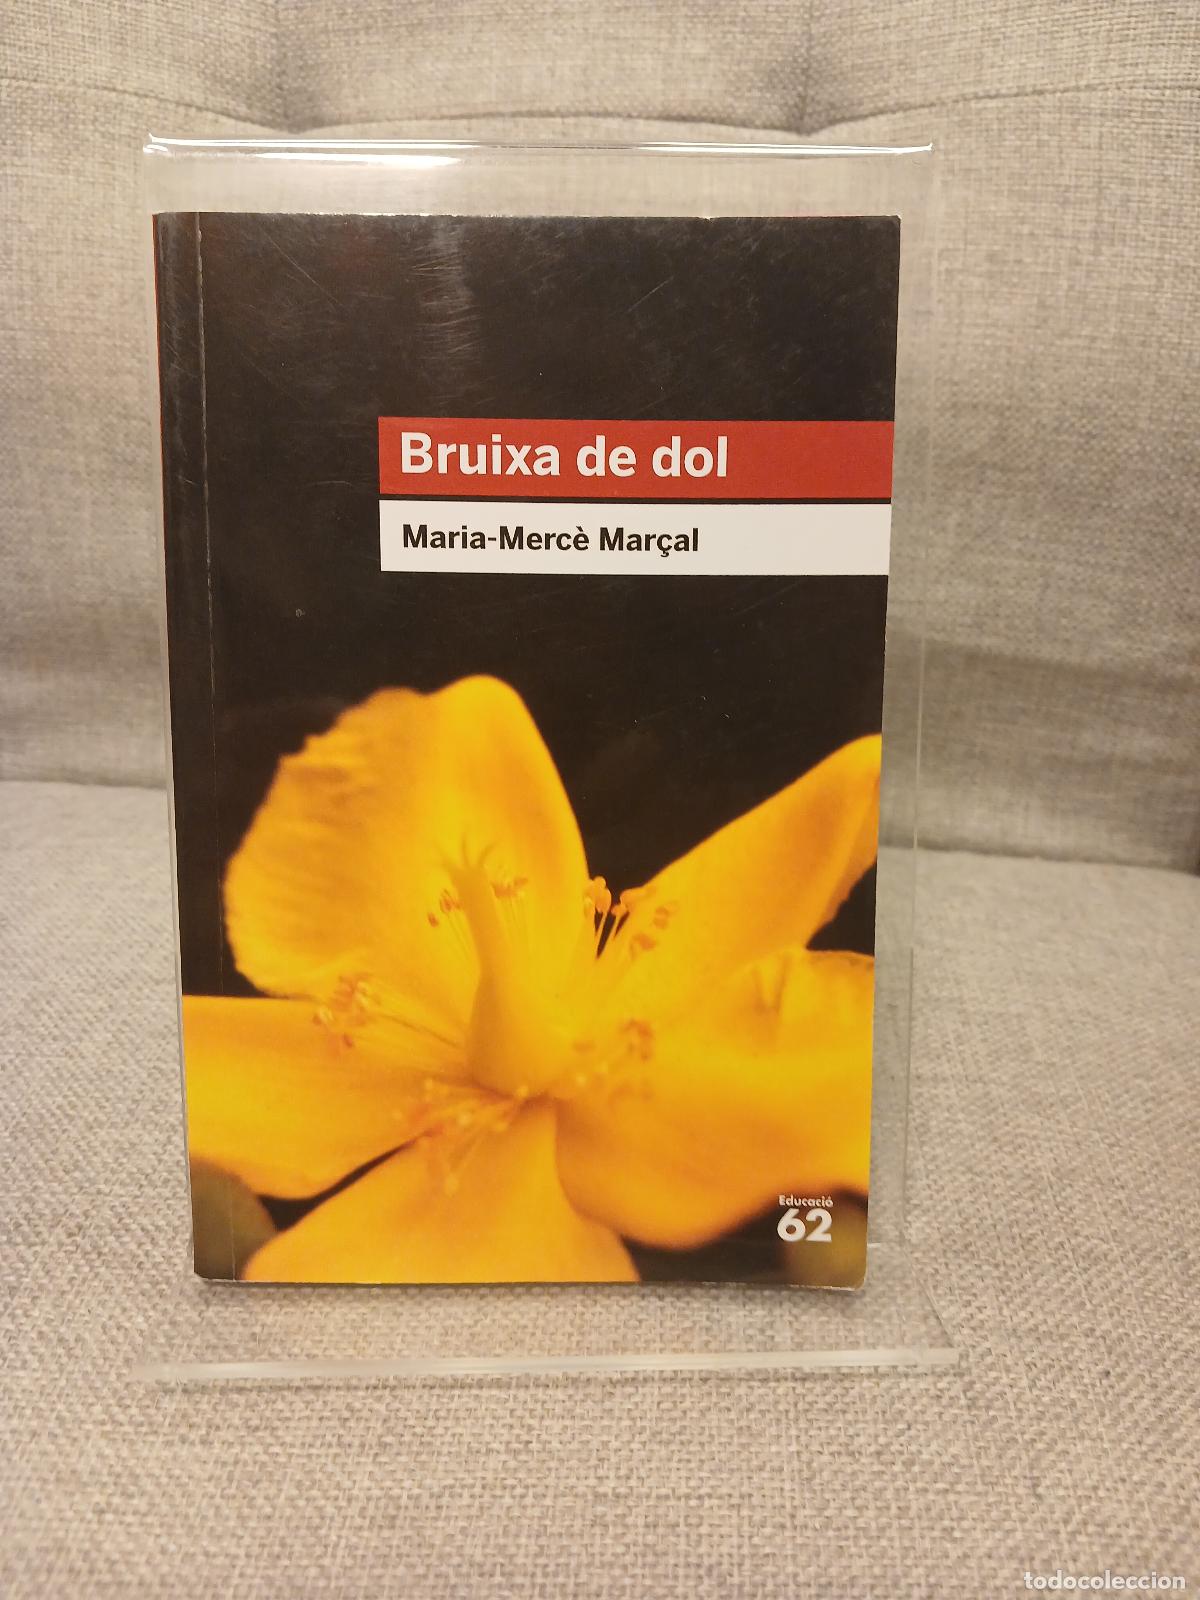 Bruixa de dol
Maria-Mercè Marçal
Educació
62
todocoleccion